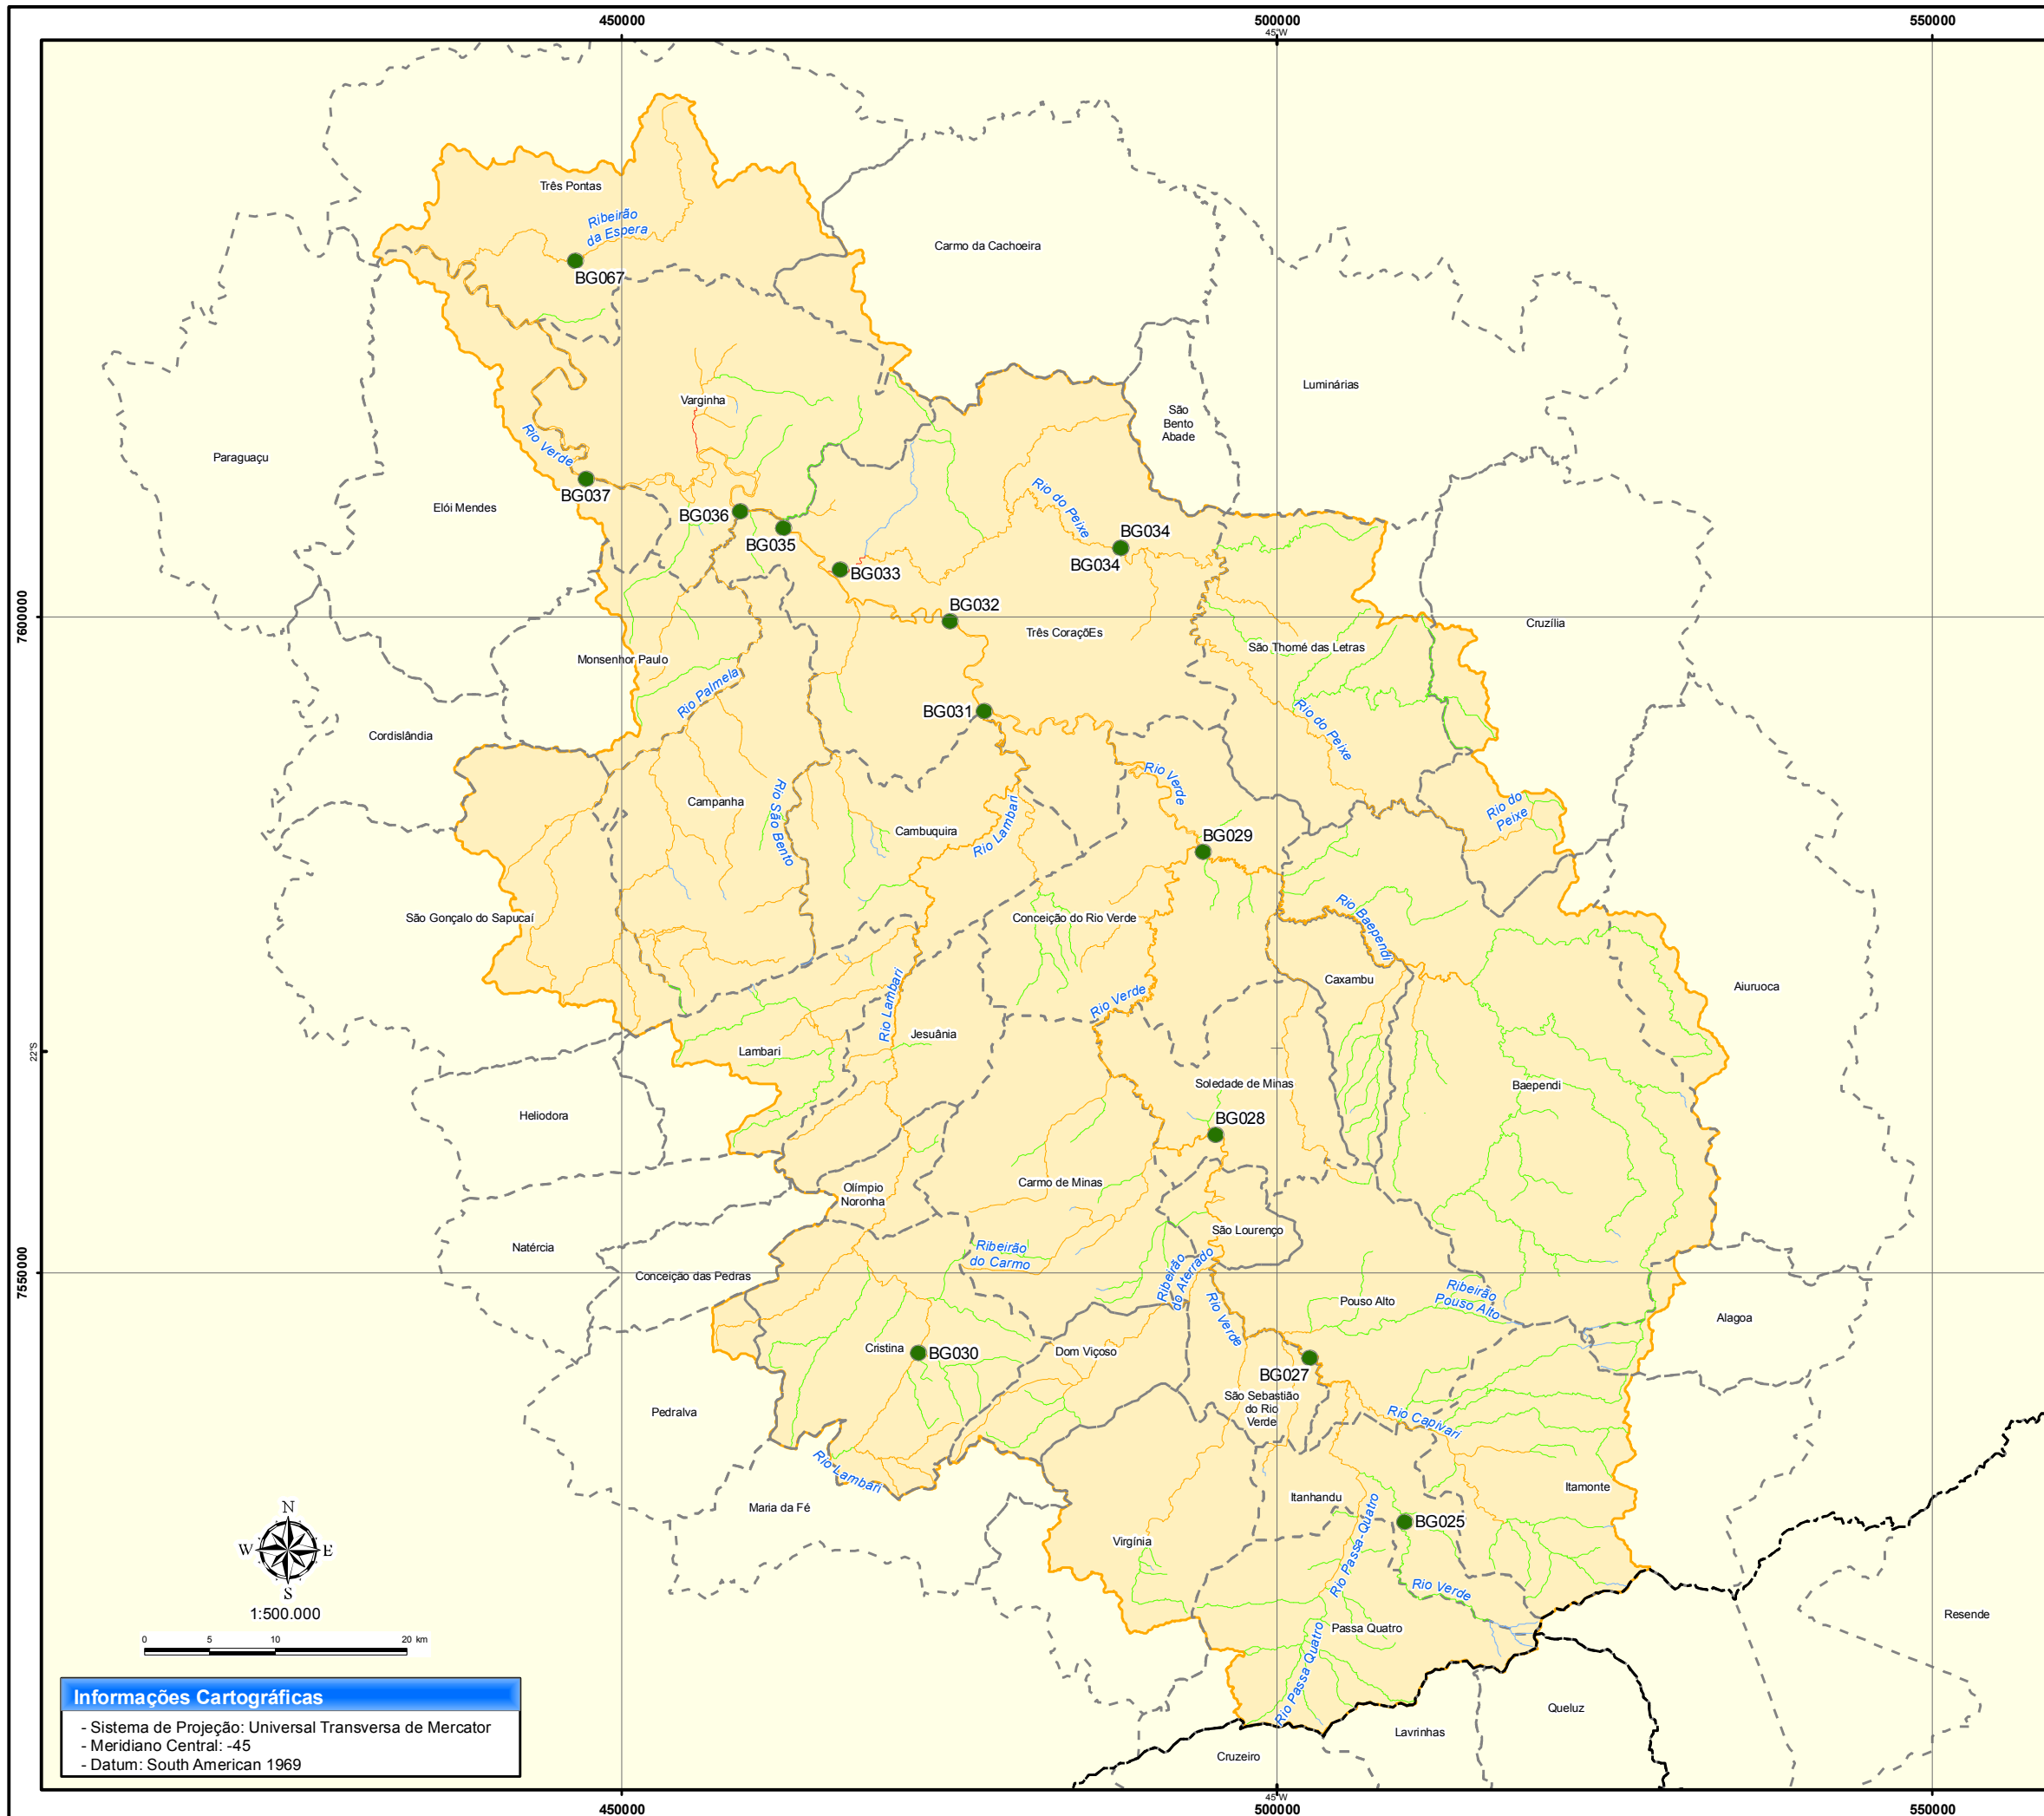 450000
500000
550000
45°W
Três Pontas
Ribeirão
da Espera
BG067
Carmo da Cachoeira
Luminárias
São
Bento
Abade
Varginha
Paraguaçu
Rio Verde
BG037
Elói Mendes
BG036
BG035
Rio do Peixe
BG034
BG034
BG033
BG032
7600000
Três CoraçõEs
Cruzília
São Thomé das Letras
Monsenhor Paulo
Rio Palmela
BG031
Rio do Peixe
Cordislândia
Rio Verde
Campanha
Rio São Bento
Cambuquira
Rio Lambari
Rio do
Peixe
BG029
São Gonçalo do Sapucaí
Conceição do Rio Verde
Rio Baependi
Caxambu
Aiuruoca
Rio Verde
Rio Lambari
Jesuânia
22°S
Lambari
Soledade de Minas
Baependi
Heliodora
BG028
Carmo de Minas
Olímpio
Noronha
São Lourenço
Natércia
Ribeirão
do Carmo
Ribeirão
do Aterrado
7550000
Conceição das Pedras
Rio Verde
Pouso Alto
Ribeirão
Pouso Alto
Alagoa
Cristina
BG030
Dom Viçoso
BG027
São Sebastião
do Rio
Verde
Pedralva
Rio Capivari
Rio Lambari
Itamonte
Maria da Fé
Itanhandu
Rio Passa-Quatro
BG025
Virgínia
Rio Verde
Passa Quatro
Resende
Rio Passa Quatro
Queluz
Lavrinhas
Cruzeiro
N
W
E
S
1:500.000
0 5 10 20 km
Informações Cartográficas
- Sistema de Projeção: Universal Transversa de Mercator
- Meridiano Central: -45
- Datum: South American 1969
45°W
450000
500000
550000